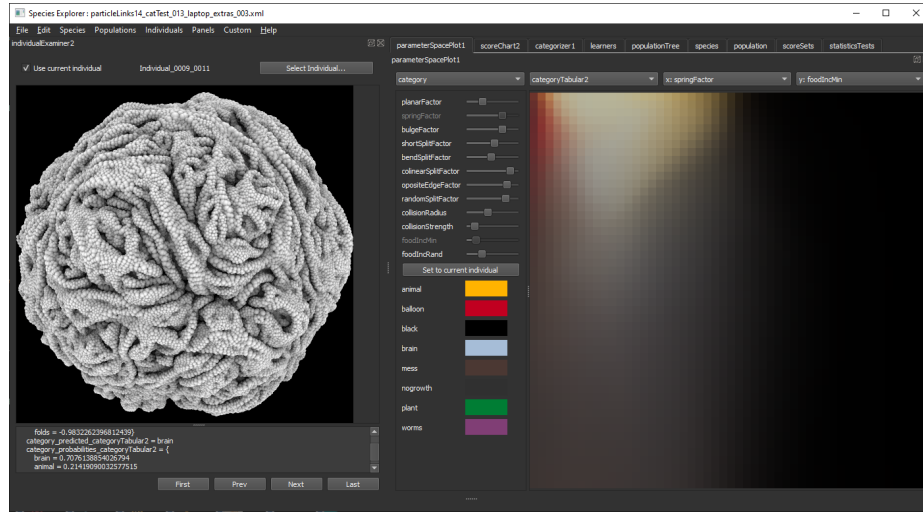 Species Explorer : particleLinks14_catTest_013_laptop_extras_003.xml
File Edit Species Populations Individuals Panels Custom Help
individualExaminer2
Use current individual Individual_0009_0011 Select Individual...
folds = -0.9832262396812439}
category_predicted_categoryTabular2 = brain
category_probabilities_categoryTabular2 = {
brain = 0.7076138854026794
animal = 0.21419090032577515
First Prev Next Last
parameterSpacePlot1 scoreChart2 categorizer1 learners populationTree species population scoreSets statisticsTests
parameterSpacePlot1
category categoryTabular2 x: springFactor y: foodIncMin
planarFactor
springFactor
bulgeFactor
shortSplitFactor
bendSplitFactor
colinearSplitFactor
opositeEdgeFactor
randomSplitFactor
collisionRadius
collisionStrength
foodIncMin
foodIncRand
Set to current individual
animal
balloon
black
brain
mess
nogrowth
plant
worms